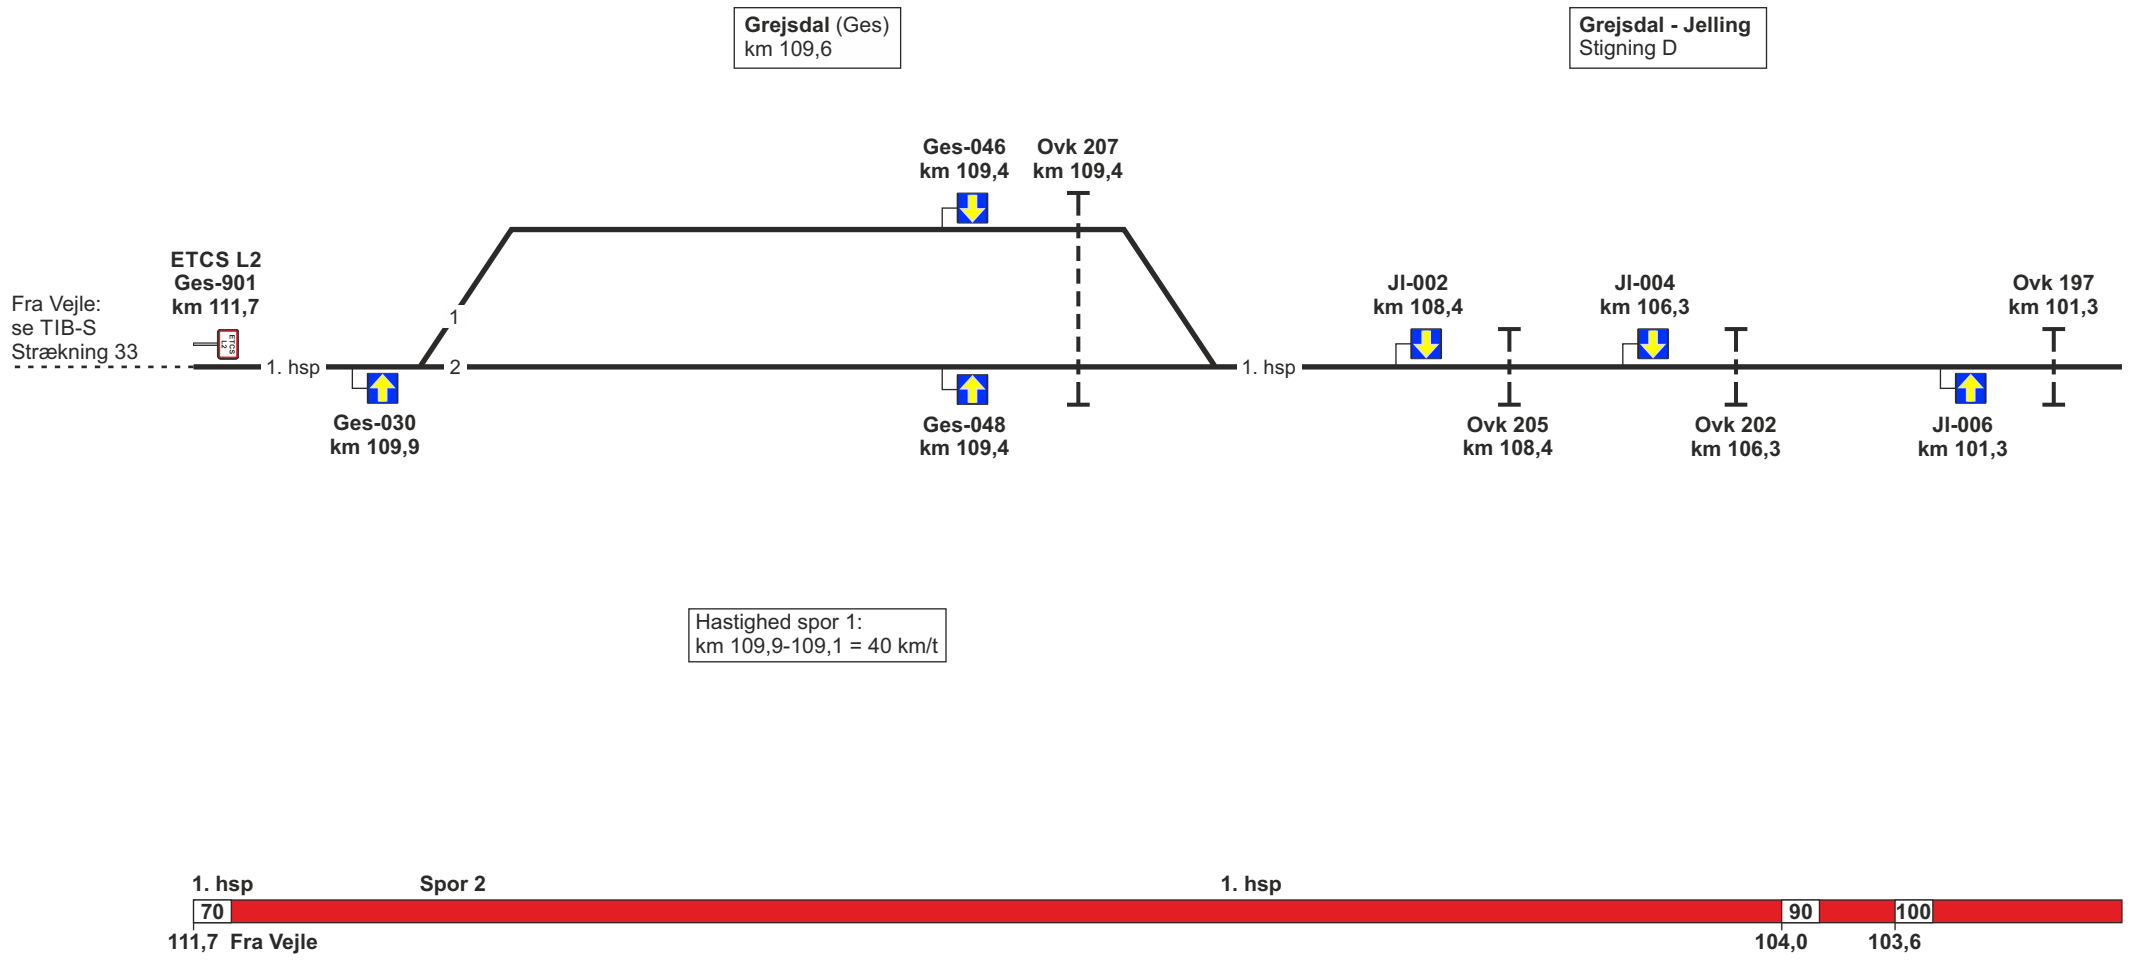 Grejsdal (Ges)
km 109,6
Grejsdal - Jelling
Stigning D
Ges-046
km 109,4
Ovk 207
km 109,4
ETCS L2
Ges-901
km 111,7
Fra Vejle:
se TIB-S
Strækning 33
ETCS
L2
1. hsp
1
2
Ges-030
km 109,9
Ges-048
km 109,4
1. hsp
Jl-002
km 108,4
Ovk 205
km 108,4
Jl-004
km 106,3
Ovk 202
km 106,3
Jl-006
km 101,3
Ovk 197
km 101,3
Hastighed spor 1:
km 109,9-109,1 = 40 km/t
1. hsp
Spor 2
1. hsp
70
90
100
111,7 Fra Vejle
104,0
103,6